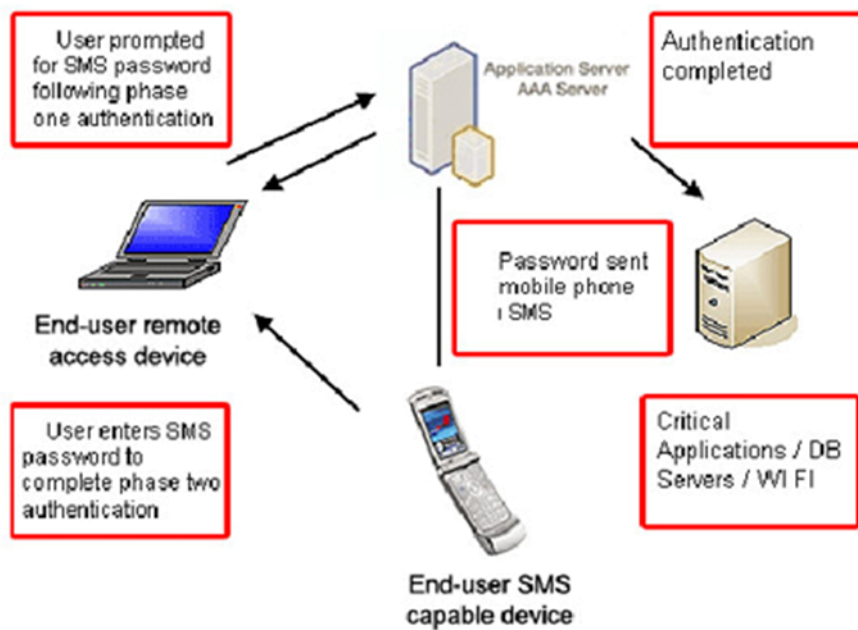 User prompted
for SMS password
following phase
one authentication
Application Server
AAA Server
Authentication
completed
Password sent
mobile phone
SMS
End-user remote
access device
User enters SMS
password to
complete phase two
authentication
Critical
Applications / DB
Servers / WI FI
End-user SMS
capable device